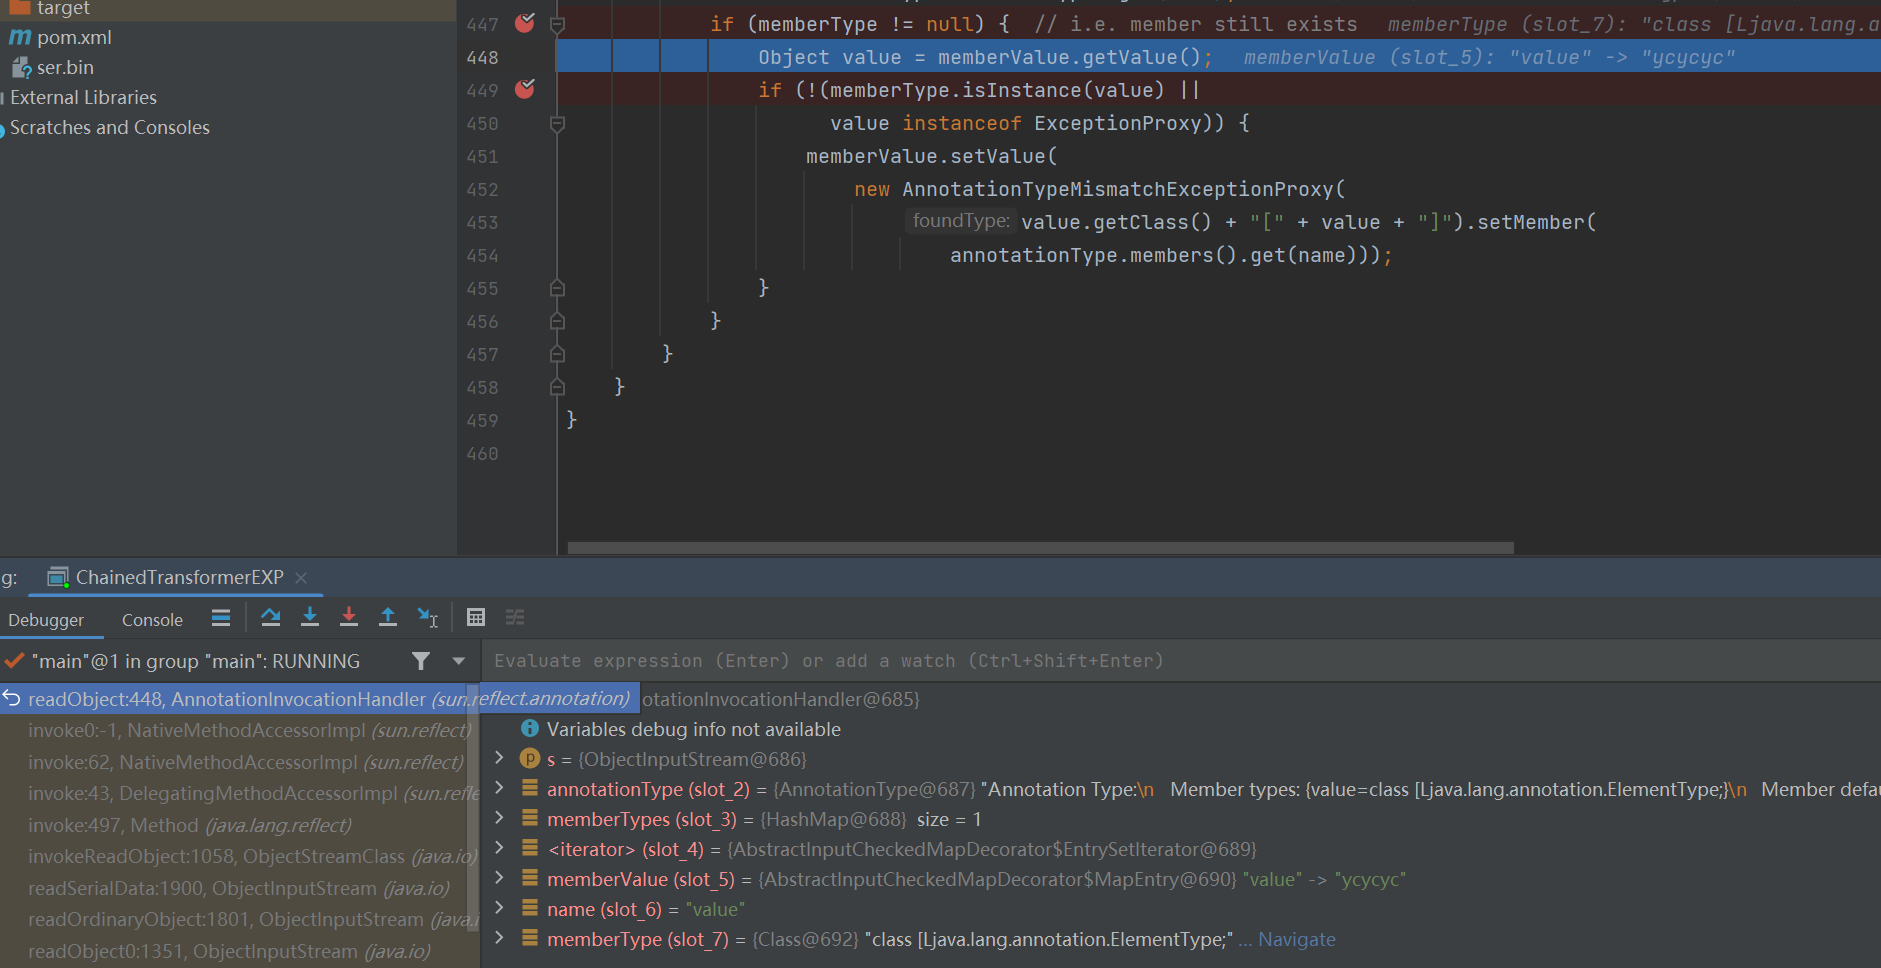 target
pom.xml
ser.bin
External Libraries
Scratches and Consoles
447 if (memberType != null) { // i.e. member still exists memberType (slot_7): "class [Ljava.lang.a
448 Object value = memberValue.getValue(); memberValue (slot_5): "value" -> "ycycyc"
449 if (!(memberType.isInstance(value) ||
450 value instanceof ExceptionProxy)) {
451 memberValue.setValue(
452 new AnnotationTypeMismatchExceptionProxy(
453 foundType: value.getClass() + "[" + value + "]").setMember(
454 annotationType.members().get(name)));
455 }
456 }
457 }
458 }
459 }
460
g: ChainedTransformerEXP
Debugger Console
"main"@1 in group "main": RUNNING
Evaluate expression (Enter) or add a watch (Ctrl+Shift+Enter)
readObject:448, AnnotationInvocationHandler (sun.reflect.annotation)
invoke0:-1, NativeMethodAccessorImpl (sun.reflect)
invoke:62, NativeMethodAccessorImpl (sun.reflect)
invoke:43, DelegatingMethodAccessorImpl (sun.refle
invoke:497, Method (java.lang.reflect)
invokeReadObject:1058, ObjectStreamClass (java.io)
readSerialData:1900, ObjectInputStream (java.io)
readOrdinaryObject:1801, ObjectInputStream (java.i
readObject0:1351, ObjectInputStream (java.io)
otationInvocationHandler@685}
Variables debug info not available
s = {ObjectInputStream@686}
annotationType (slot_2) = {AnnotationType@687} "Annotation Type:\n Member types: {value=class [Ljava.lang.annotation.ElementType;}\n Member defau
memberTypes (slot_3) = {HashMap@688} size = 1
<iterator> (slot_4) = {AbstractInputCheckedMapDecorator$EntrySetIterator@689}
memberValue (slot_5) = {AbstractInputCheckedMapDecorator$MapEntry@690} "value" -> "ycycyc"
name (slot_6) = "value"
memberType (slot_7) = {Class@692} "class [Ljava.lang.annotation.ElementType;" ... Navigate